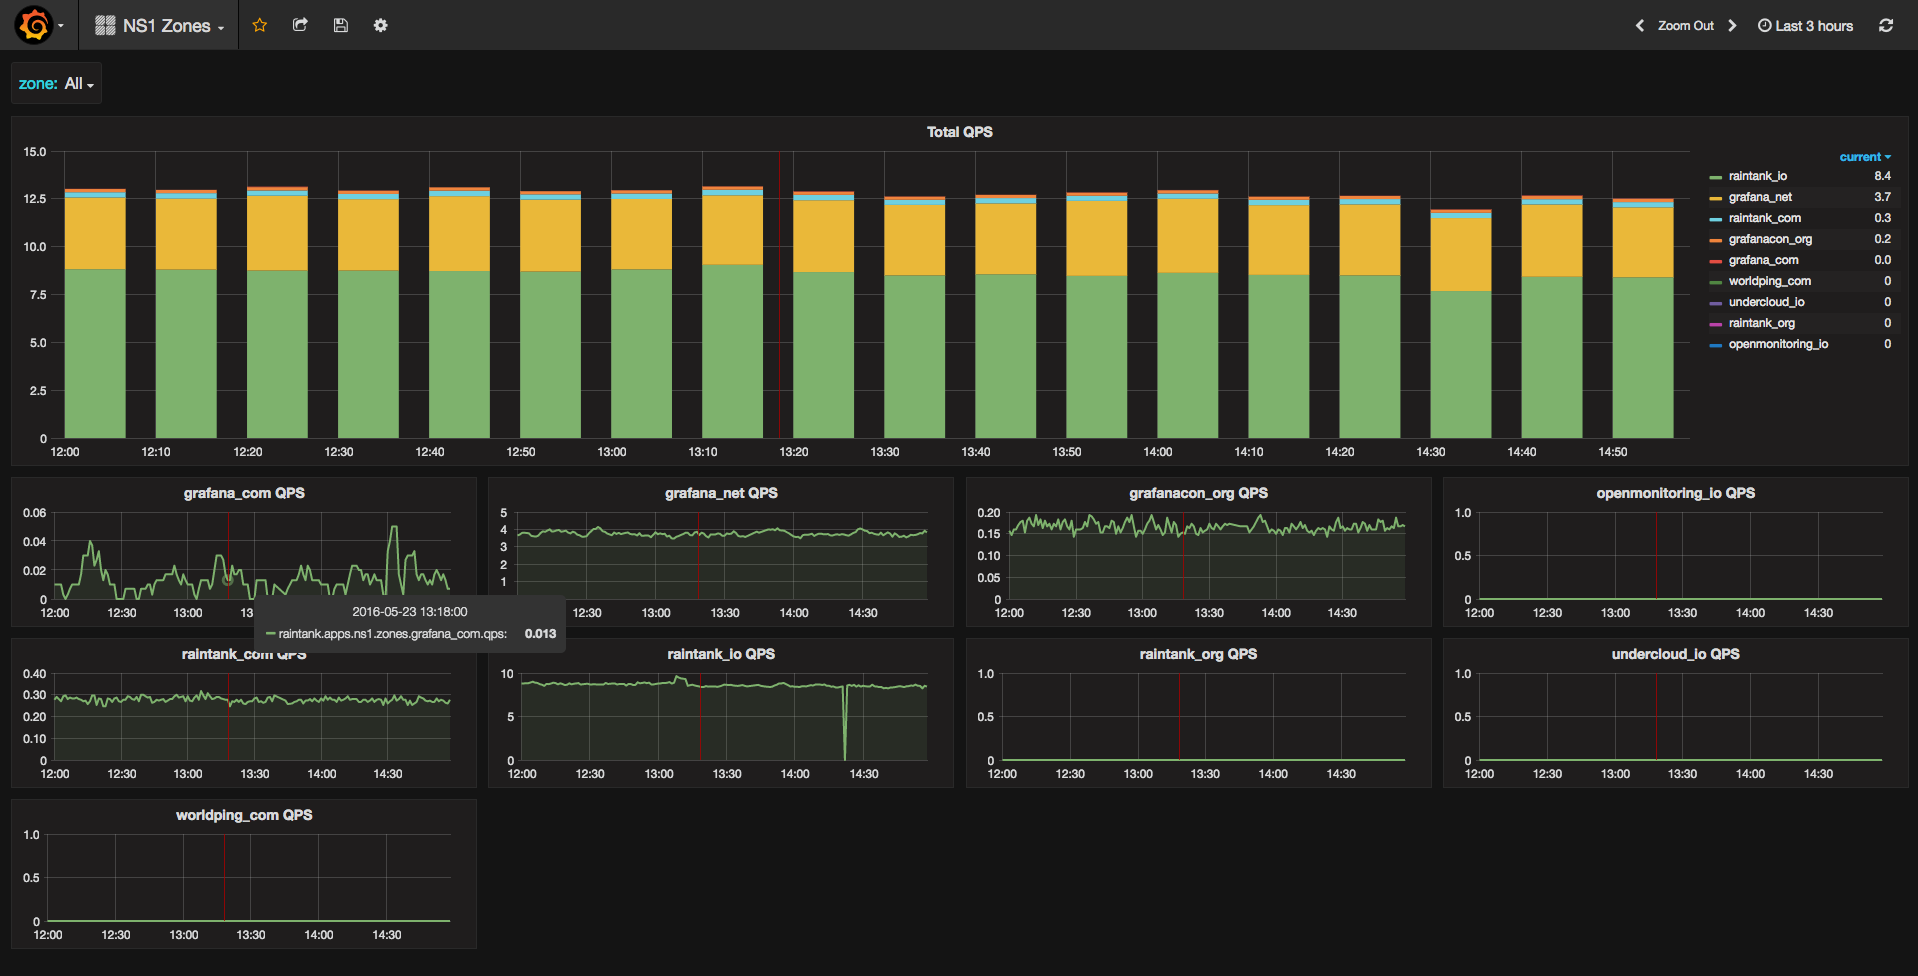 NS1 Zones
Zoom Out
Last 3 hours
zone: All
Total QPS
15.0
12.5
10.0
7.5
5.0
2.5
0
12:00 12:10 12:20 12:30 12:40 12:50 13:00 13:10 13:20 13:30 13:40 13:50 14:00 14:10 14:20 14:30 14:40 14:50
current
raintank_io 8.4
grafana_net 3.7
raintank_com 0.3
grafanacon_org 0.2
grafana_com 0.0
worldping_com 0
undercloud_io 0
raintank_org 0
openmonitoring_io 0
grafana_com QPS
0.06
0.04
0.02
0
12:00 12:30 13:00 13:30 14:00 14:30
2016-05-23 13:18:00
raintank.apps.ns1.zones.grafana_com.qps: 0.013
grafana_net QPS
5
4
3
2
1
12:30 13:00 13:30 14:00 14:30
grafanacon_org QPS
0.20
0.15
0.10
0.05
0
12:00 12:30 13:00 13:30 14:00 14:30
openmonitoring_io QPS
1.0
0.5
0
12:00 12:30 13:00 13:30 14:00 14:30
raintank_com QPS
0.40
0.30
0.20
0.10
0
12:00 12:30 13:00 13:30 14:00 14:30
raintank_io QPS
10
5
0
12:00 12:30 13:00 13:30 14:00 14:30
raintank_org QPS
1.0
0.5
0
12:00 12:30 13:00 13:30 14:00 14:30
undercloud_io QPS
1.0
0.5
0
12:00 12:30 13:00 13:30 14:00 14:30
worldping_com QPS
1.0
0.5
0
12:00 12:30 13:00 13:30 14:00 14:30